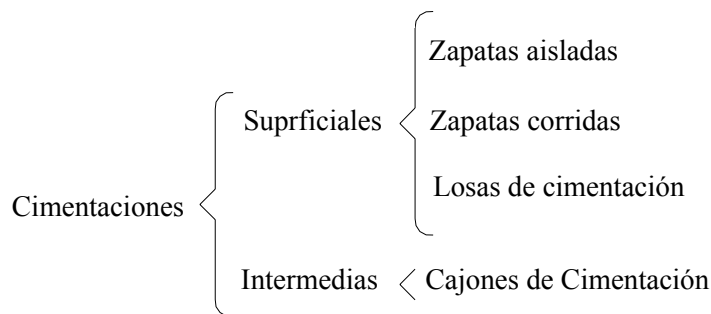 Zapatas aisladas
Suprficiales
Zapatas corridas
Losas de cimentación
Cimentaciones
Intermedias
Cajones de Cimentación